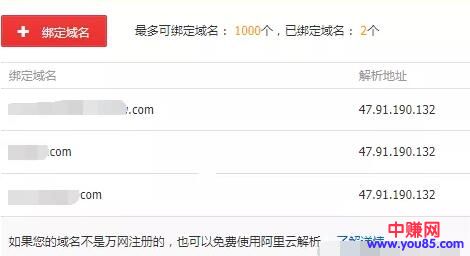 + 绑定域名 最多可绑定域名： 1000个，已绑定域名： 2个
绑定域名 解析地址
.com 47.91.190.132
com 47.91.190.132
com 47.91.190.132
如果您的域名不是万网注册的，也可以免费使用阿里云解析 了解详情
中赚网
www.you85.com